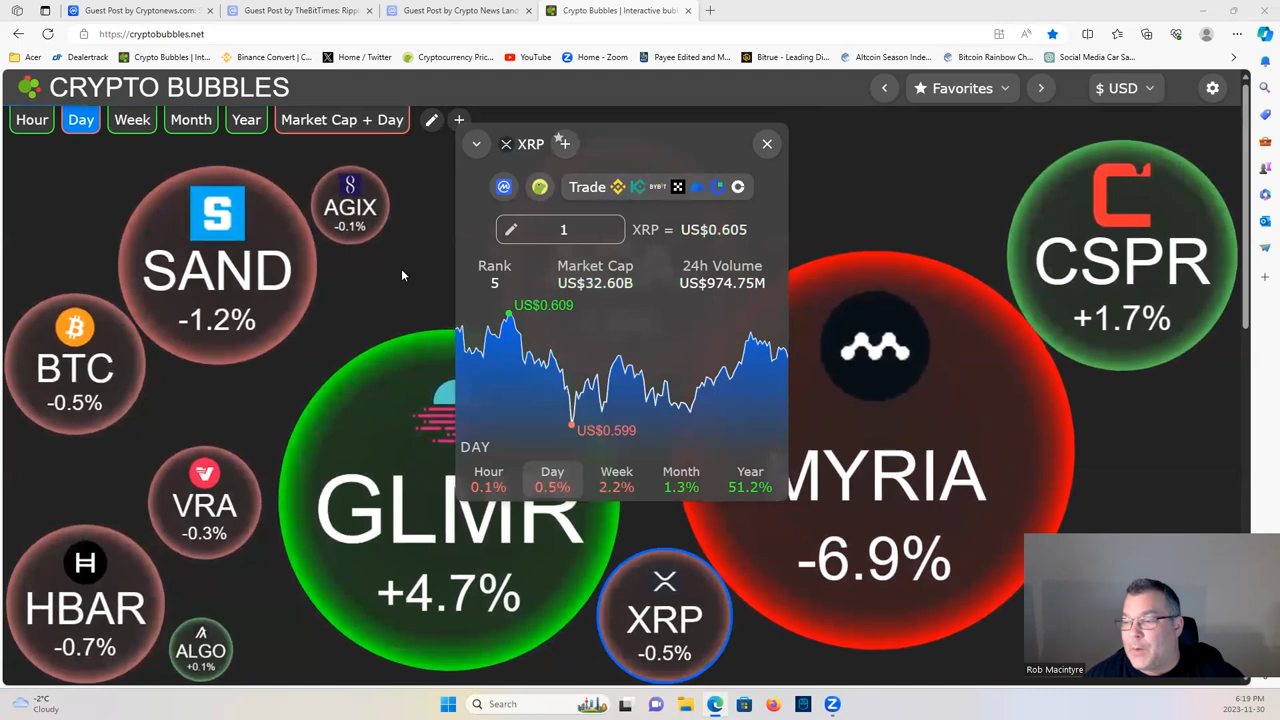 Guest Post by Cryptonews.com: S
Guest Post by TheBitTimes: Rippl
Guest Post by Crypto News Land
Crypto Bubbles | Interactive bubl
https://cryptobubbles.net
Acer
Dealertrack
Crypto Bubbles | Int...
Binance Convert | C...
Home / Twitter
Cryptocurrency Pric...
YouTube
Home - Zoom
Payee Edited and M...
Bitrue - Leading Di...
Altcoin Season Inde...
Bitcoin Rainbow Ch...
Social Media Car Sa...
CRYPTO BUBBLES
Favorites
$ USD
Hour
Day
Week
Month
Year
Market Cap + Day
XRP
Trade
BYBIT
1
XRP = US$0.605
Rank
Market Cap
24h Volume
5
US$32.60B
US$974.75M
US$0.609
US$0.599
DAY
Hour
Day
Week
Month
Year
0.1%
0.5%
2.2%
1.3%
51.2%
SAND
-1.2%
AGIX
-0.1%
BTC
-0.5%
VRA
-0.3%
HBAR
-0.7%
ALGO
+0.1%
GLMR
+4.7%
XRP
-0.5%
MYRIA
-6.9%
CSPR
+1.7%
Rob Macintyre
-2°C
Cloudy
Search
6:19 PM
2023-11-30